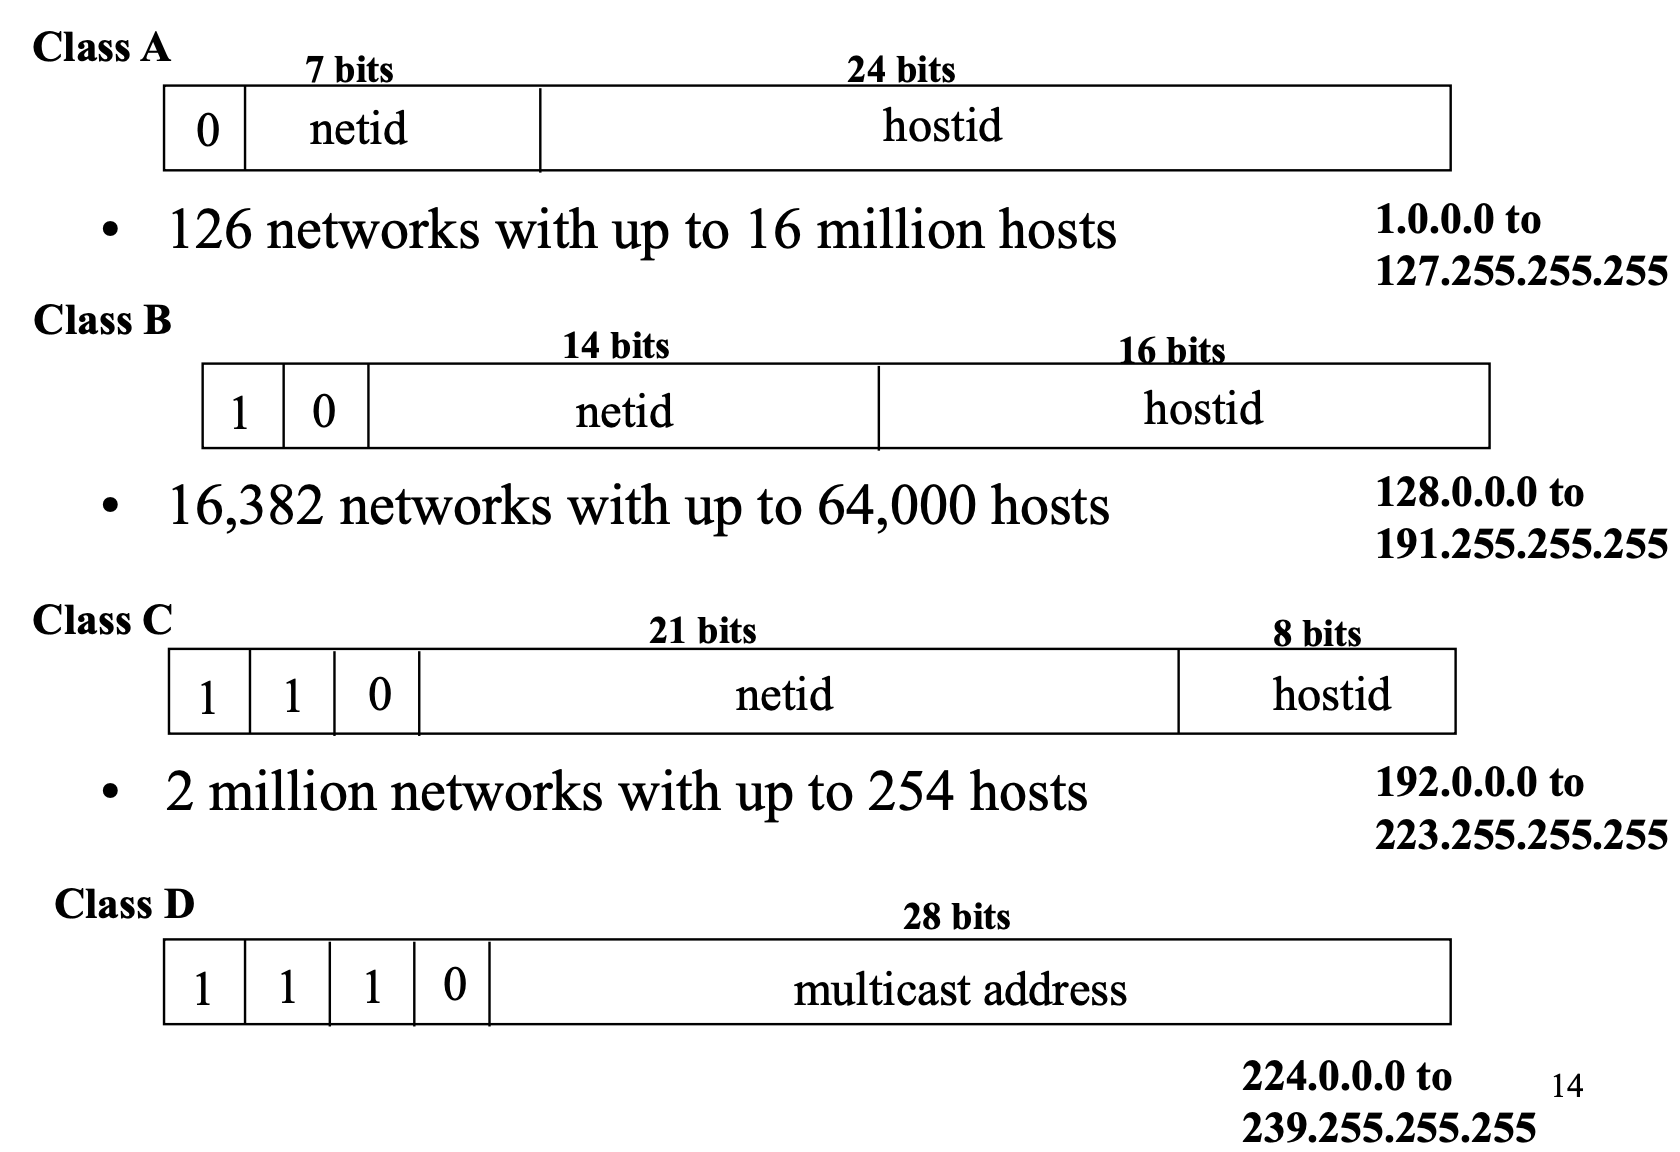 Class A
7 bits
24 bits
0
netid
hostid
• 126 networks with up to 16 million hosts
1.0.0.0 to
127.255.255.255
Class B
14 bits
16 bits
1
0
netid
hostid
• 16,382 networks with up to 64,000 hosts
128.0.0.0 to
191.255.255.255
Class C
21 bits
8 bits
1
1
0
netid
hostid
• 2 million networks with up to 254 hosts
192.0.0.0 to
223.255.255.255
Class D
28 bits
1
1
1
0
multicast address
224.0.0.0 to
239.255.255.255
14